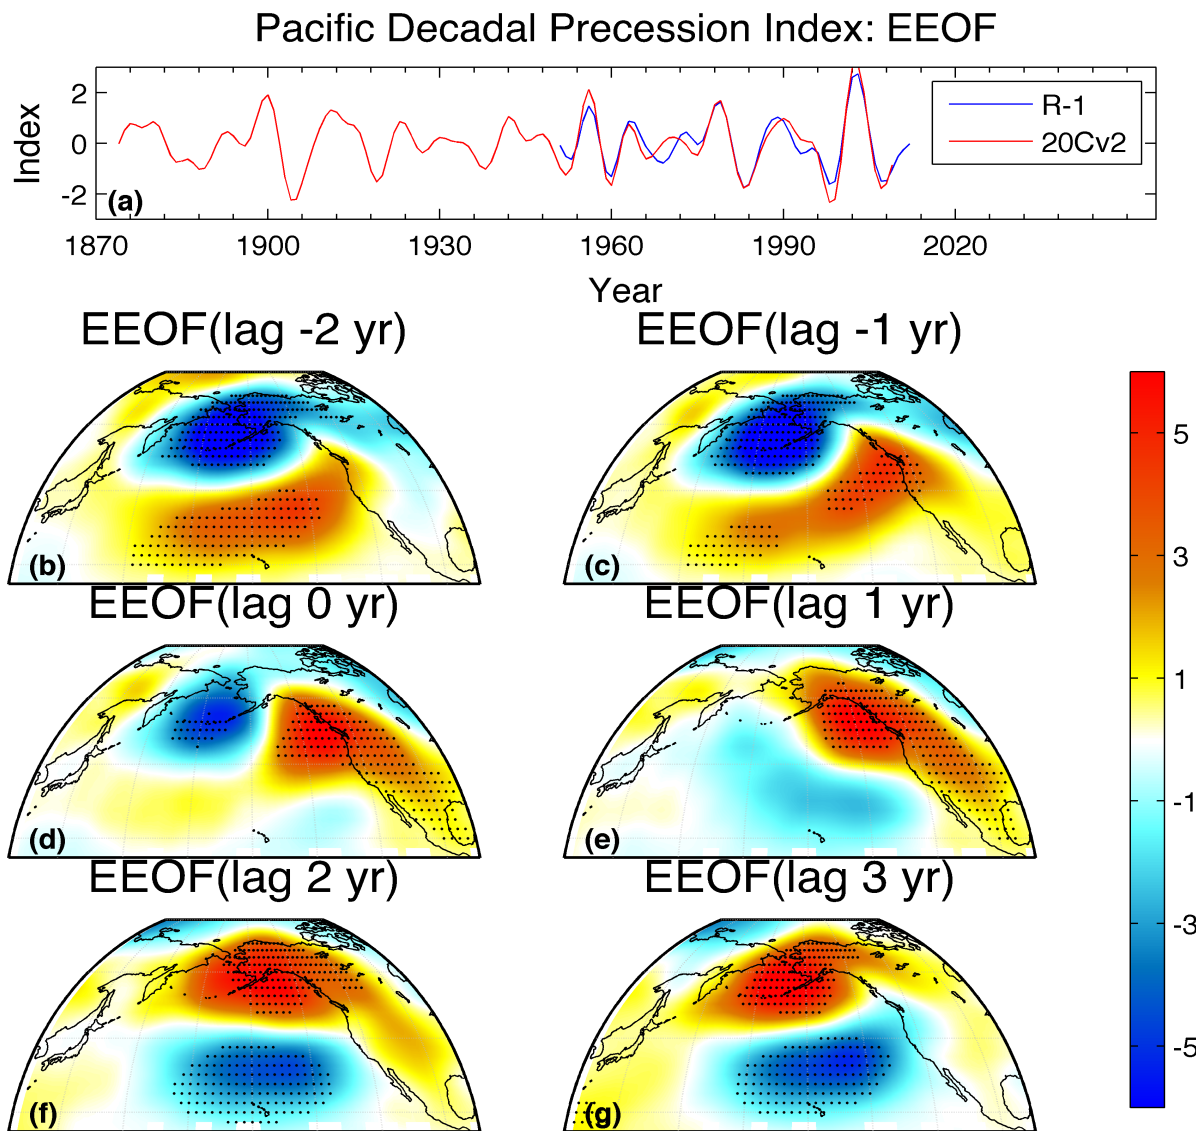 Pacific Decadal Precession Index: EEOF
Index
2
0
-2
(a)
R-1
20Cv2
1870 1900 1930 1960 1990 2020
Year
EEOF(lag -2 yr) EEOF(lag -1 yr)
(b) (c)
EEOF(lag 0 yr) EEOF(lag 1 yr)
(d) (e)
EEOF(lag 2 yr) EEOF(lag 3 yr)
(f) (g)
5
3
1
-1
-3
-5